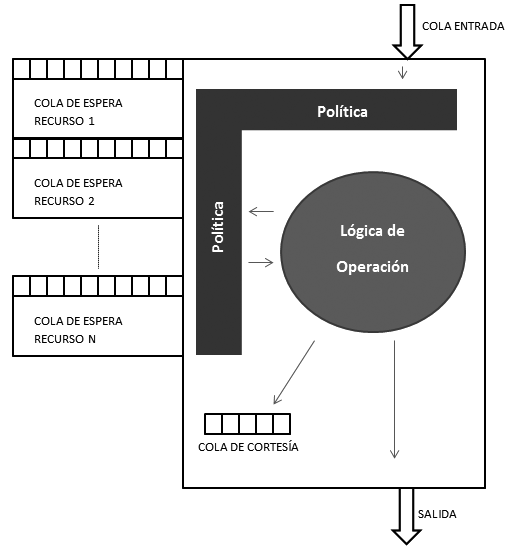 COLA ENTRADA
COLA DE ESPERA
RECURSO 1
Política
COLA DE ESPERA
RECURSO 2
Política
Lógica de
Operación
COLA DE ESPERA
RECURSO N
COLA DE CORTESÍA
SALIDA